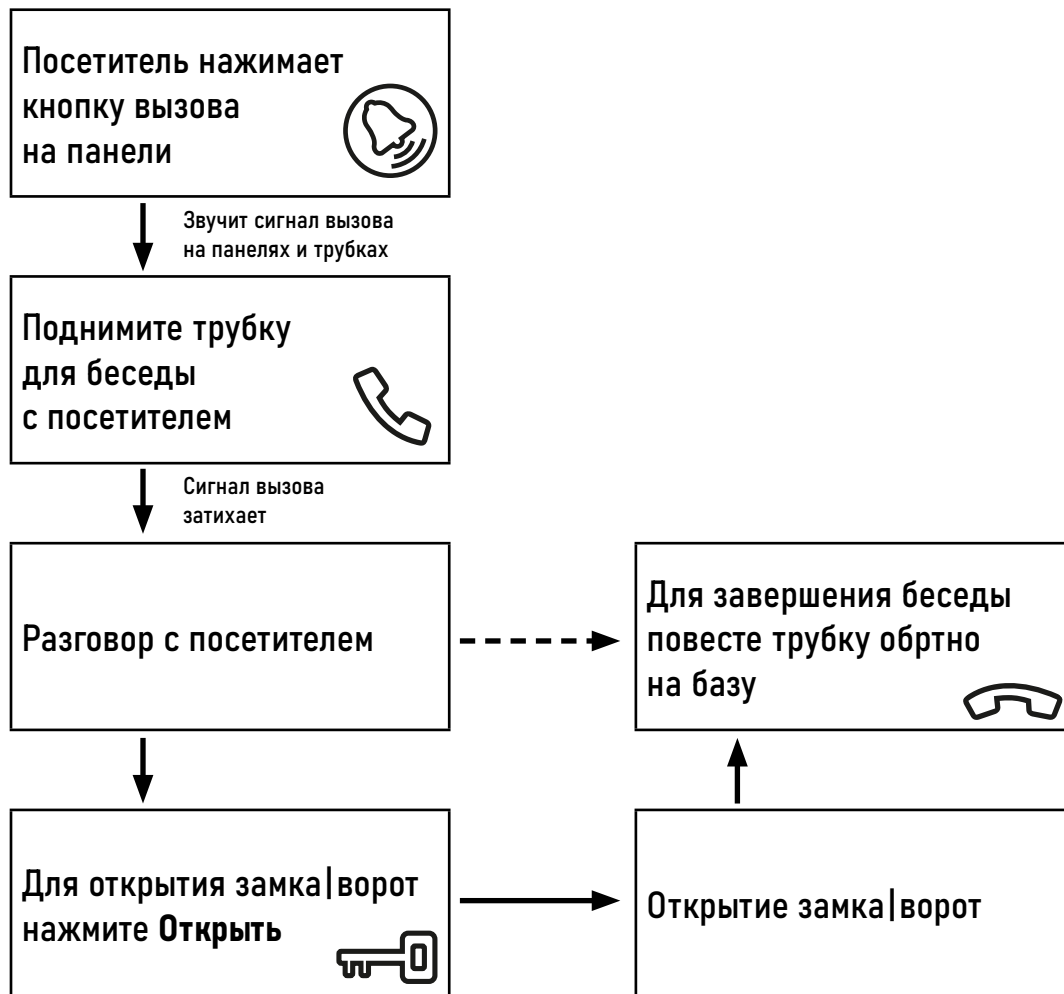 Посетитель нажимает
кнопку вызова
на панели
Звучит сигнал вызова
на панелях и трубках
Поднимите трубку
для беседы
с посетителем
Сигнал вызова
затихает
Разговор с посетителем
Для завершения беседы
повесте трубку обртно
на базу
Для открытия замка|ворот
нажмите Открыть
Открытие замка|ворот